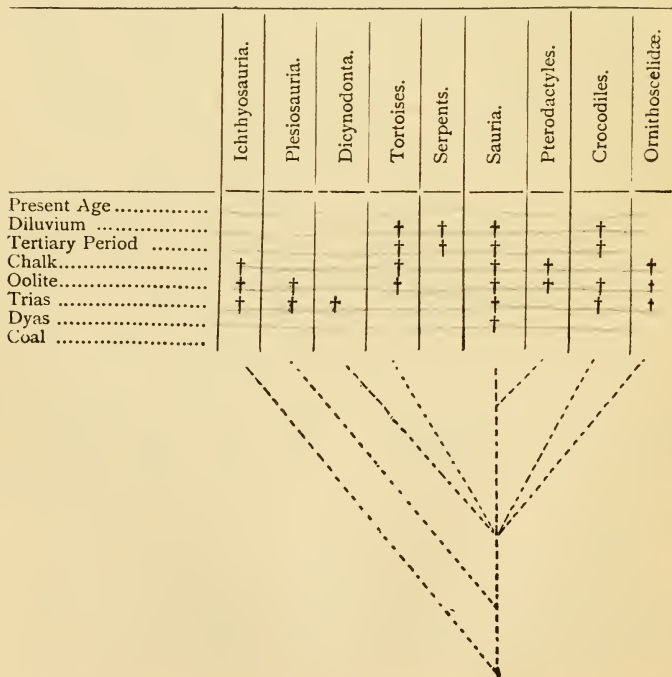 Ichthyosauria.
Plesiosauria.
Dicynodonta.
Tortoises.
Serpents.
Sauria.
Pterodactyles.
Crocodiles.
Ornithoscelidæ.
Present Age ..............
Diluvium .................. † † † †
Tertiary Period .......... † † † †
Chalk....................... † † † † †
Oolite....................... † † † † † † †
Trias ....................... † † † † † †
Dyas ....................... †
Coal .......................